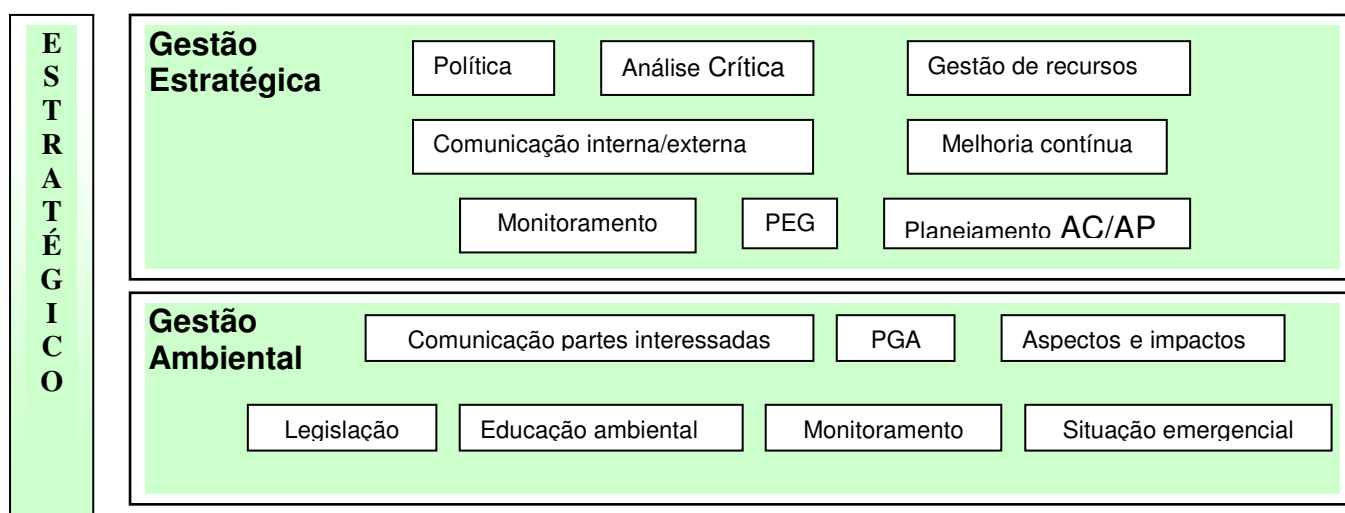 ESTRATÉGICO
Gestão
Estratégica
Política
Análise Crítica
Gestão de recursos
Comunicação interna/externa
Melhoria contínua
Monitoramento
PEG
Planejamento AC/AP
Gestão
Ambiental
Comunicação partes interessadas
PGA
Aspectos e impactos
Legislação
Educação ambiental
Monitoramento
Situação emergencial